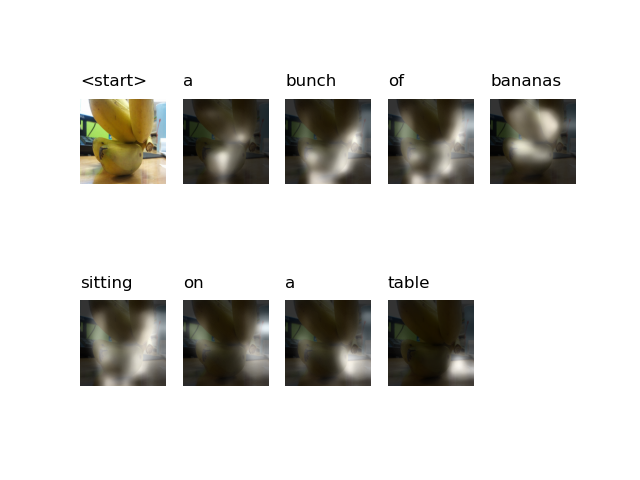 <start> a bunch of bananas
sitting on a table